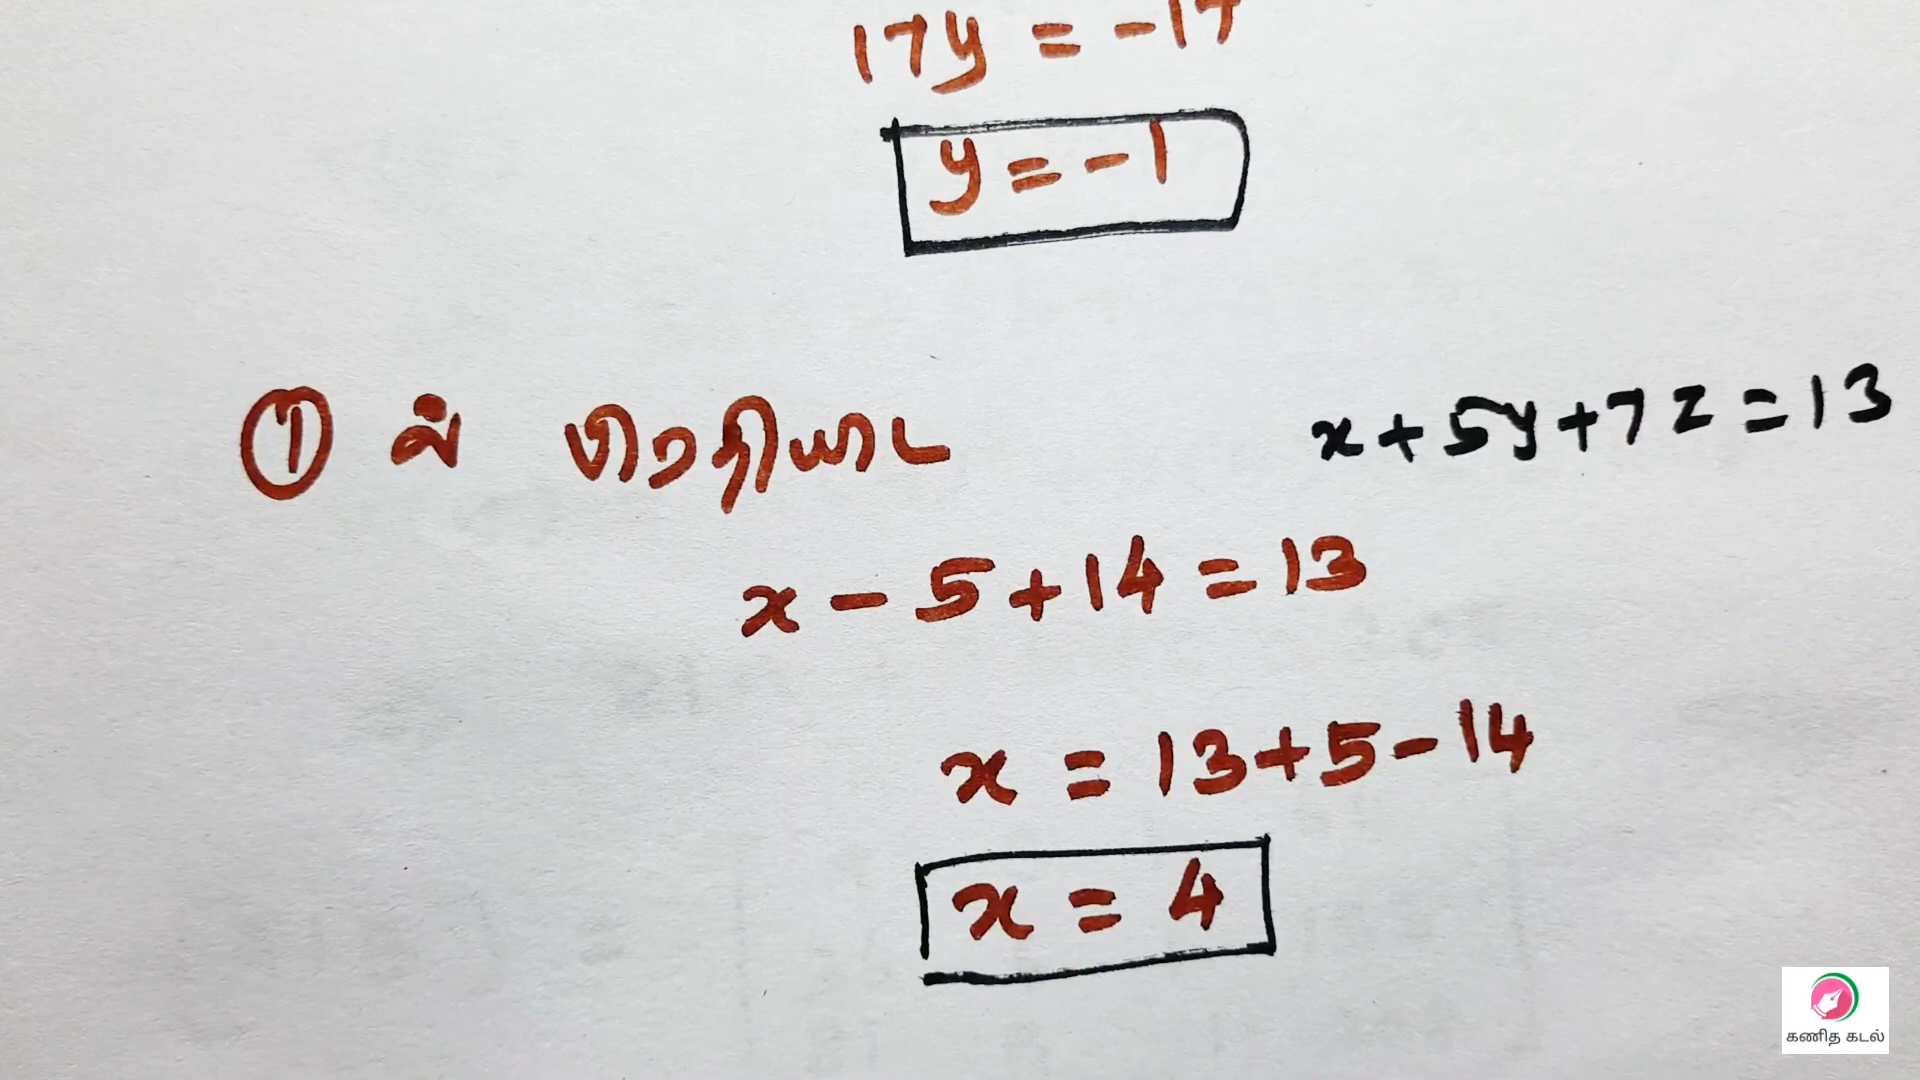 17y = -17
y = -1
① ல் பிரதியிட
x + 5y + 7z = 13
x - 5 + 14 = 13
x = 13 + 5 - 14
x = 4
கணித கடல்